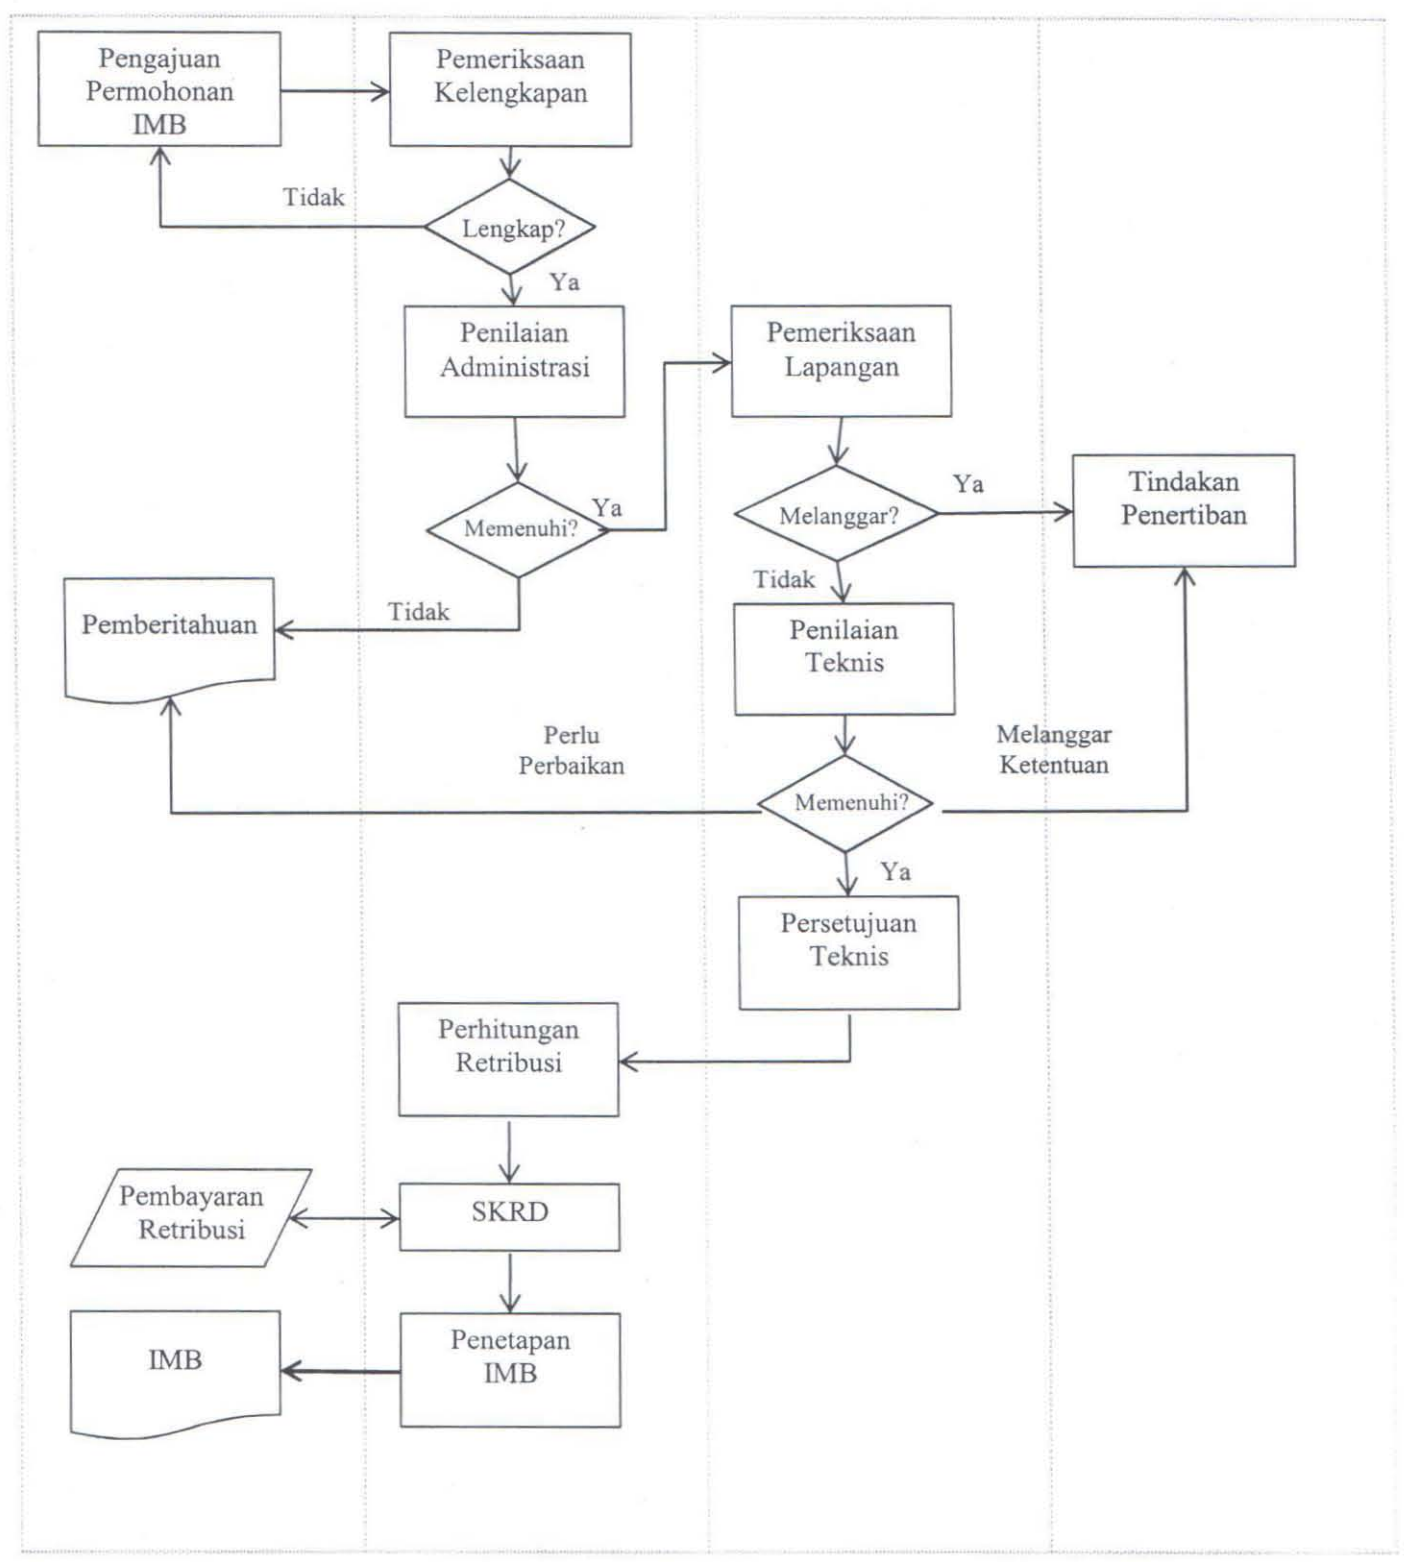 Pengajuan
Permohonan
IMB
Pemeriksaan
Kelengkapan
Tidak
Lengkap?
Ya
Penilaian
Administrasi
Pemeriksaan
Lapangan
Memenuhi?
Ya
Melanggar?
Ya
Tindakan
Penertiban
Tidak
Pemberitahuan
Tidak
Penilaian
Teknis
Perlu
Perbaikan
Melanggar
Ketentuan
Memenuhi?
Ya
Persetujuan
Teknis
Perhitungan
Retribusi
Pembayaran
Retribusi
SKRD
IMB
Penetapan
IMB